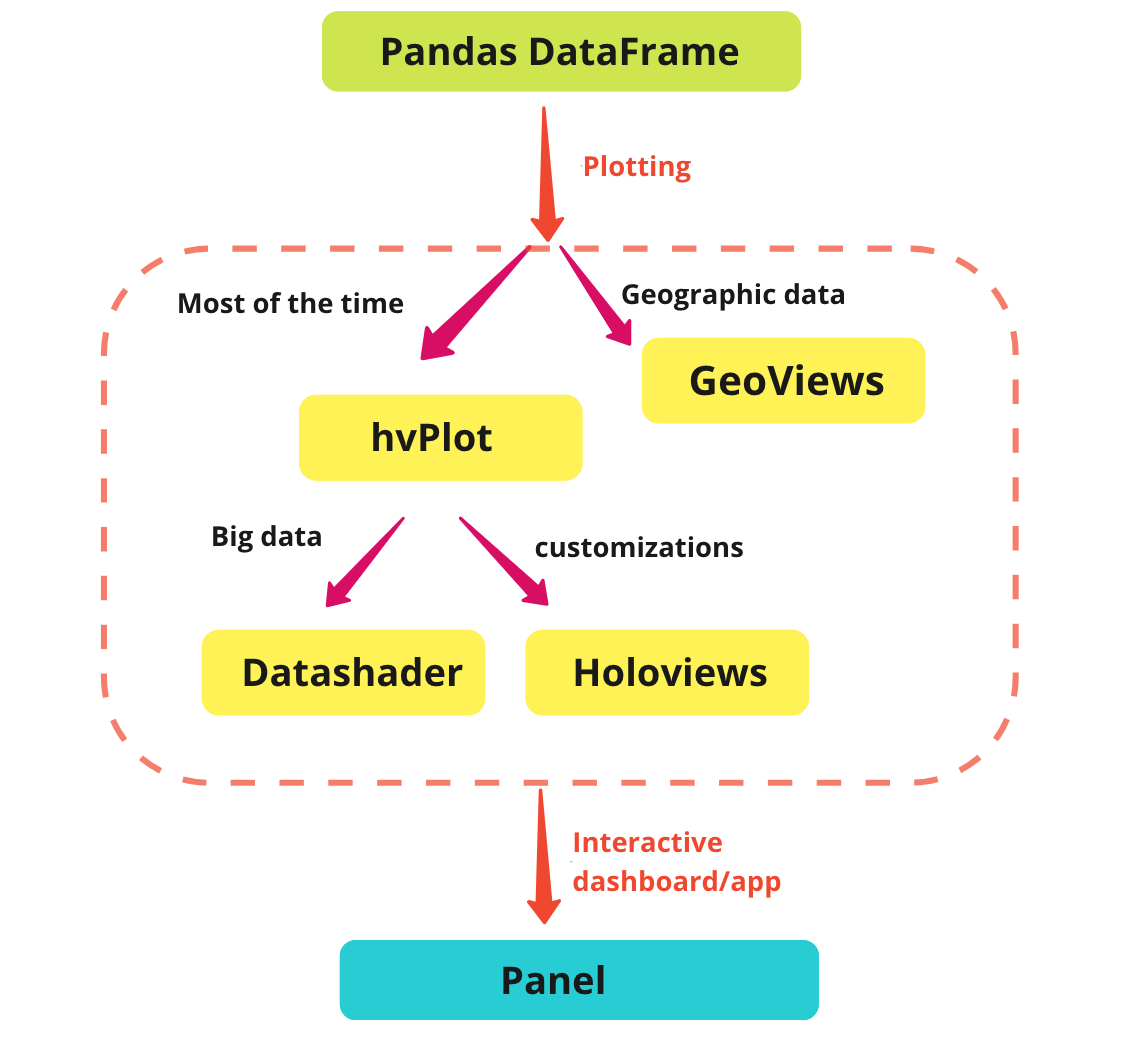 Pandas DataFrame
Plotting
Most of the time
Geographic data
GeoViews
hvPlot
Big data
customizations
Datashader
Holoviews
Interactive
dashboard/app
Panel